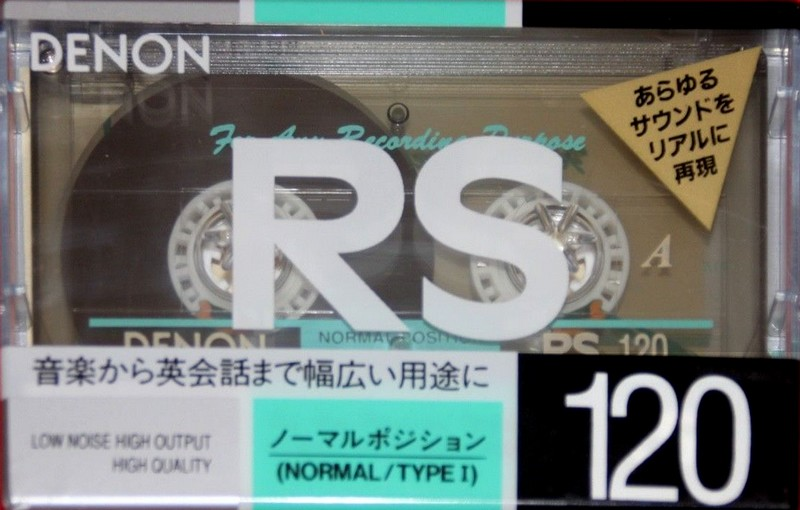 DENON
For Any Recording Purpose
あらゆる
サウンドを
リアルに
再現
RS
A
DENON
NORMAL POSITION
RS 120
音楽から英会話まで幅広い用途に
LOW NOISE HIGH OUTPUT
HIGH QUALITY
ノーマルポジション
(NORMAL/TYPE I)
120